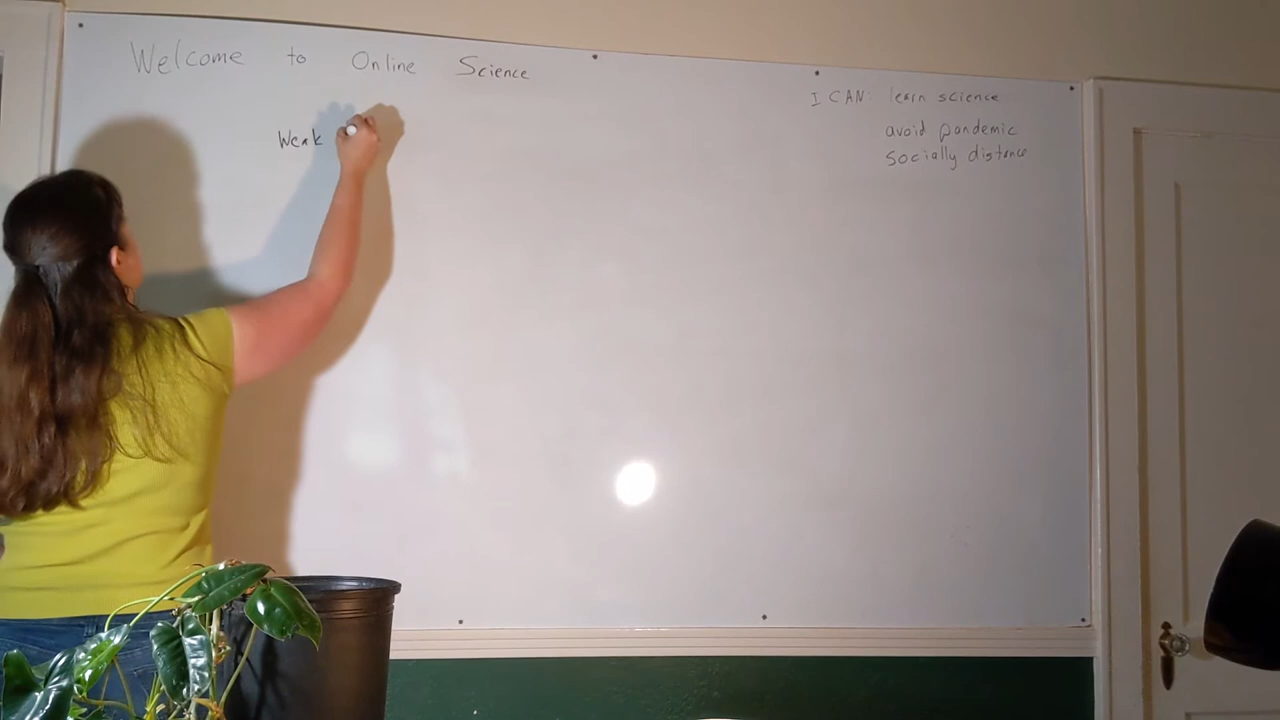 Welcome to Online Science
I CAN: learn science
avoid pandemic
socially distance
Weak